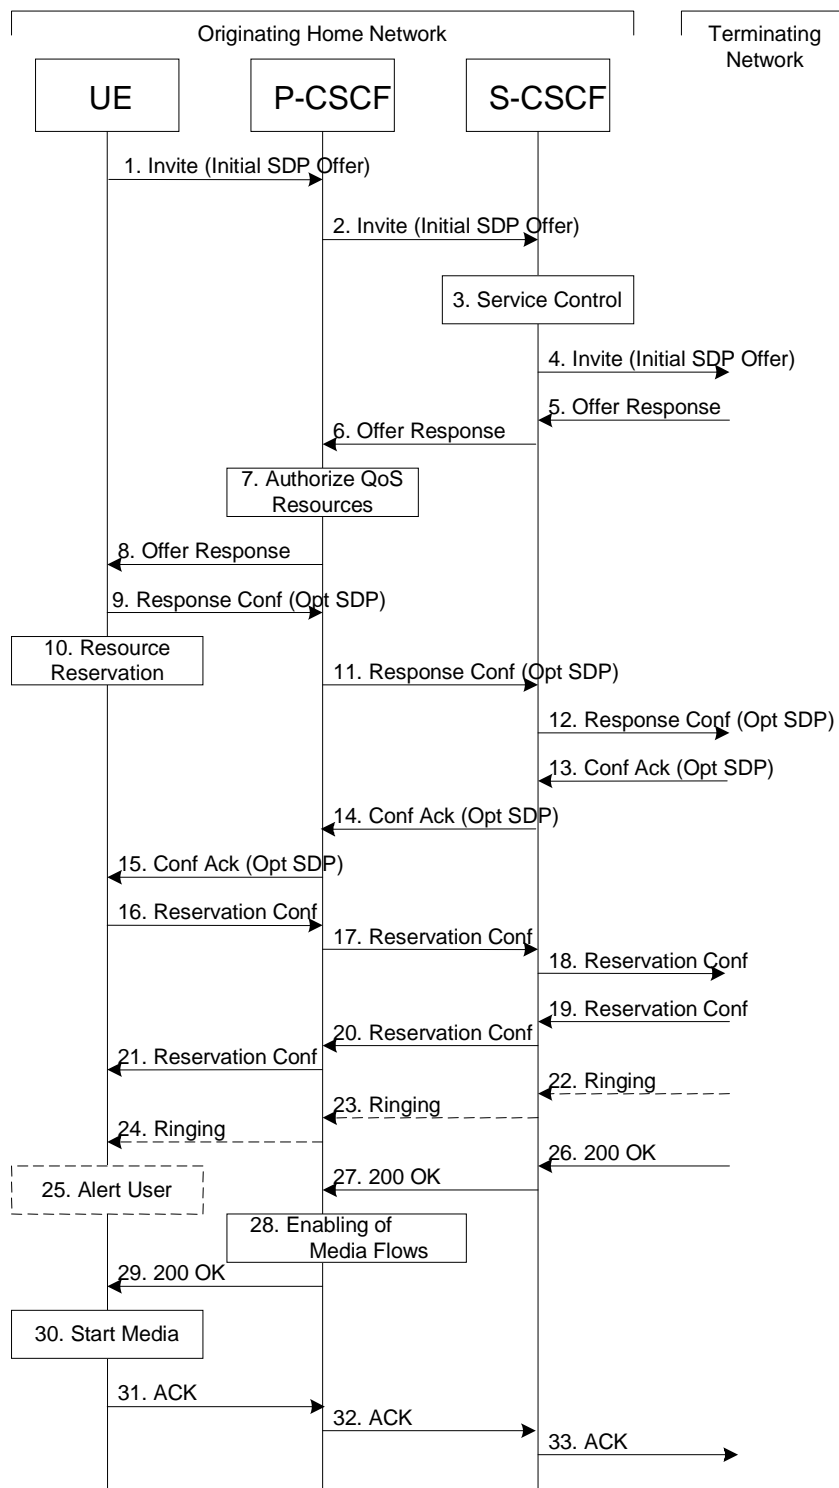 Originating Home Network
Terminating
Network
UE
P-CSCF
S-CSCF
1. Invite (Initial SDP Offer)
2. Invite (Initial SDP Offer)
3. Service Control
4. Invite (Initial SDP Offer)
5. Offer Response
6. Offer Response
7. Authorize QoS
Resources
8. Offer Response
9. Response Conf (Opt SDP)
10. Resource
Reservation
11. Response Conf (Opt SDP)
12. Response Conf (Opt SDP)
13. Conf Ack (Opt SDP)
14. Conf Ack (Opt SDP)
15. Conf Ack (Opt SDP)
16. Reservation Conf
17. Reservation Conf
18. Reservation Conf
19. Reservation Conf
20. Reservation Conf
21. Reservation Conf
22. Ringing
23. Ringing
24. Ringing
25. Alert User
26. 200 OK
27. 200 OK
28. Enabling of
Media Flows
29. 200 OK
30. Start Media
31. ACK
32. ACK
33. ACK